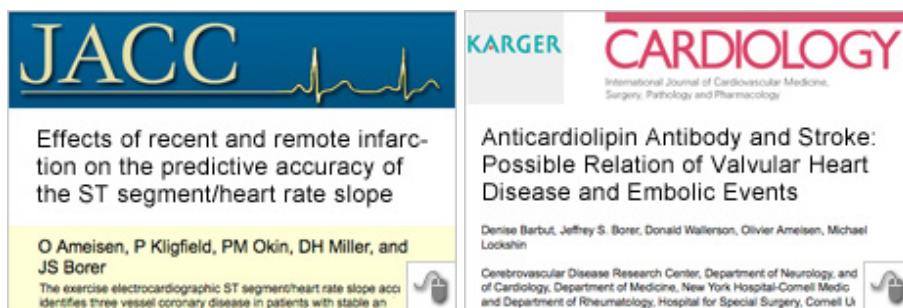 JACC
Effects of recent and remote infarc-
tion on the predictive accuracy of
the ST segment/heart rate slope
O Ameisen, P Kligfield, PM Okin, DH Miller, and
JS Borer
The exercise electrocardiographic ST segment/heart rate slope acc
identifies three vessel coronary disease in patients with stable an
KARGER
CARDIOLOGY
International Journal of Cardiovascular Medicine,
Surgery, Pathology and Pharmacology
Anticardiolipin Antibody and Stroke:
Possible Relation of Valvular Heart
Disease and Embolic Events
Denise Barbut, Jeffrey S. Borer, Donald Wallerson, Olivier Ameisen, Michael
Lockshin
Cerebrovascular Disease Research Center, Department of Neurology, and
of Cardiology, Department of Medicine, New York Hospital-Cornell Medic
and Department of Rheumatology, Hospital for Special Surgery, Cornell Ui